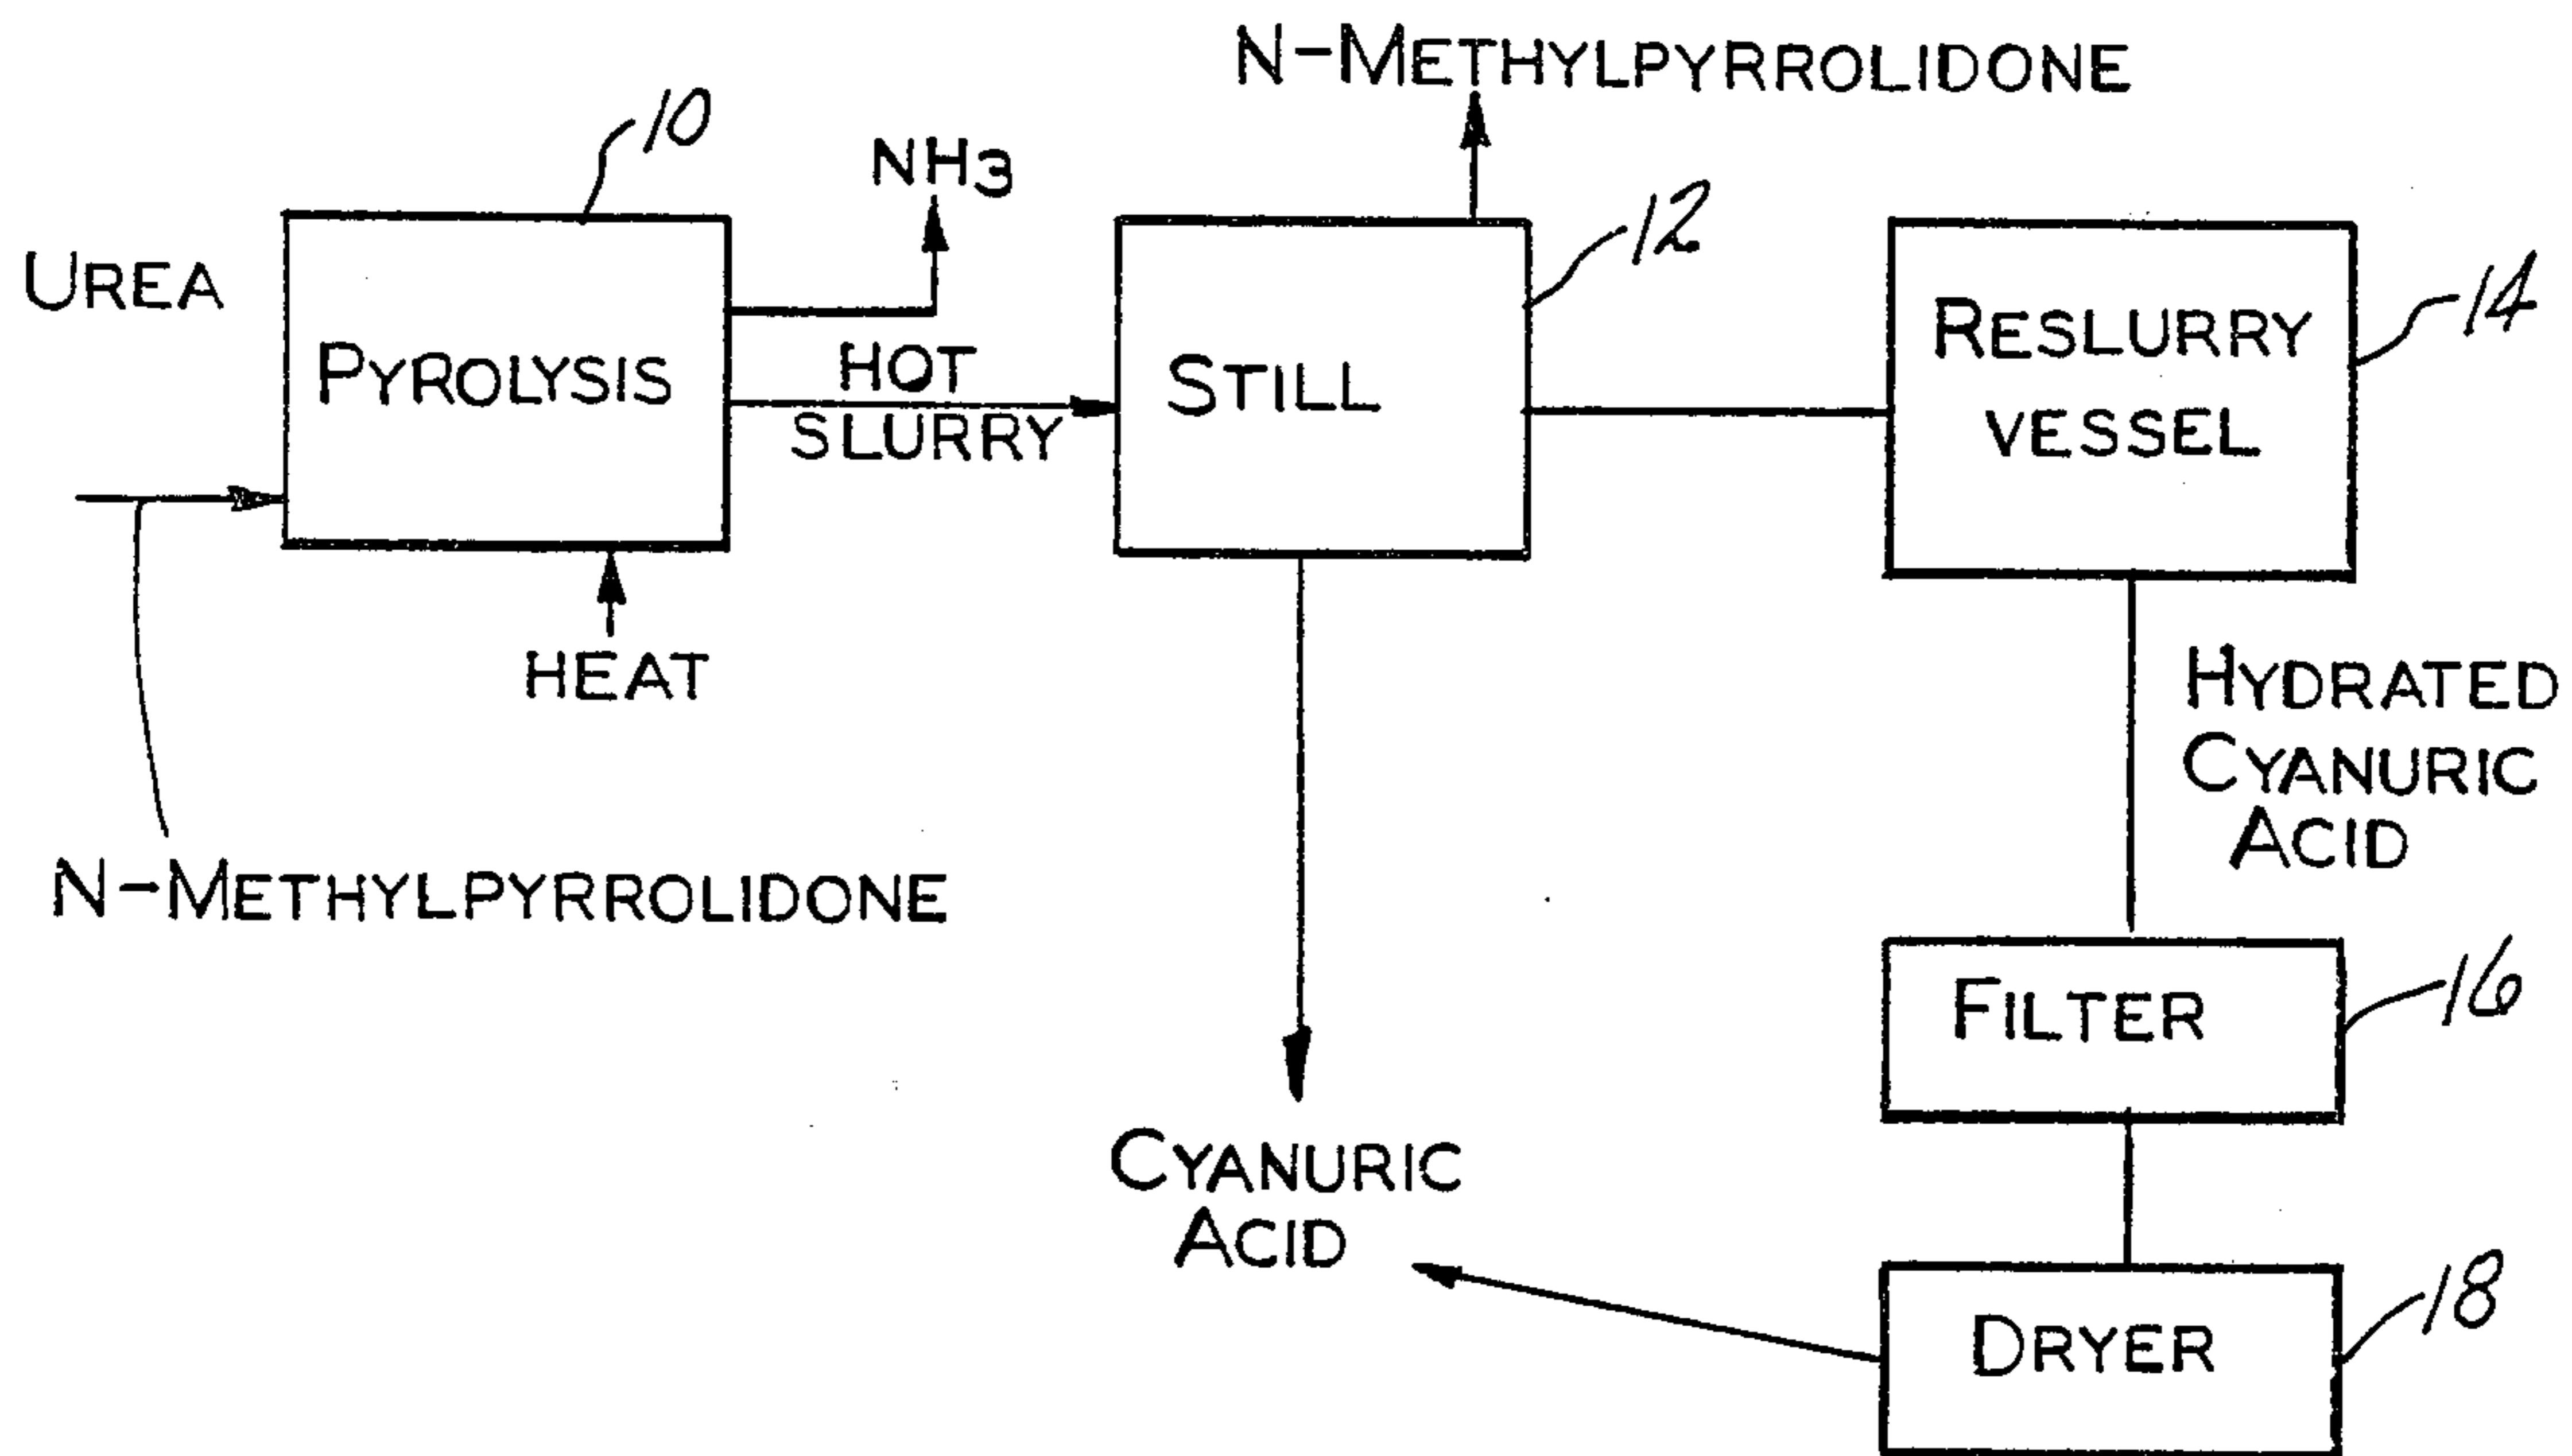 N-METHYLPYRROLIDONE
10
NH3
12
UREA
PYROLYSIS
HOT
SLURRY
STILL
RESLURRY
VESSEL
14
HEAT
HYDRATED
CYANURIC
ACID
N-METHYLPYRROLIDONE
FILTER
16
CYANURIC
ACID
DRYER
18